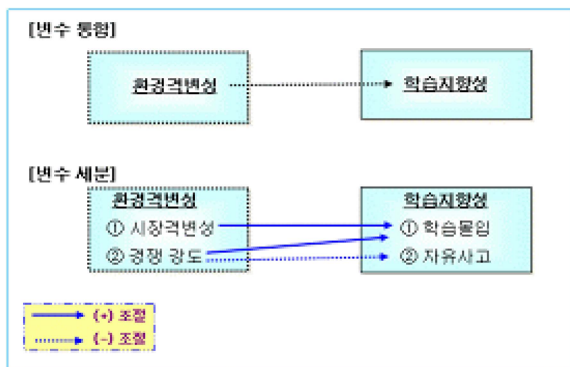 [변수 통합]
환경격변성
학습지향성
[변수 세분]
환경격변성
① 시장격변성
② 경쟁 강도
학습지향성
① 학습몰입
② 자유사고
(+) 조절
(-) 조절